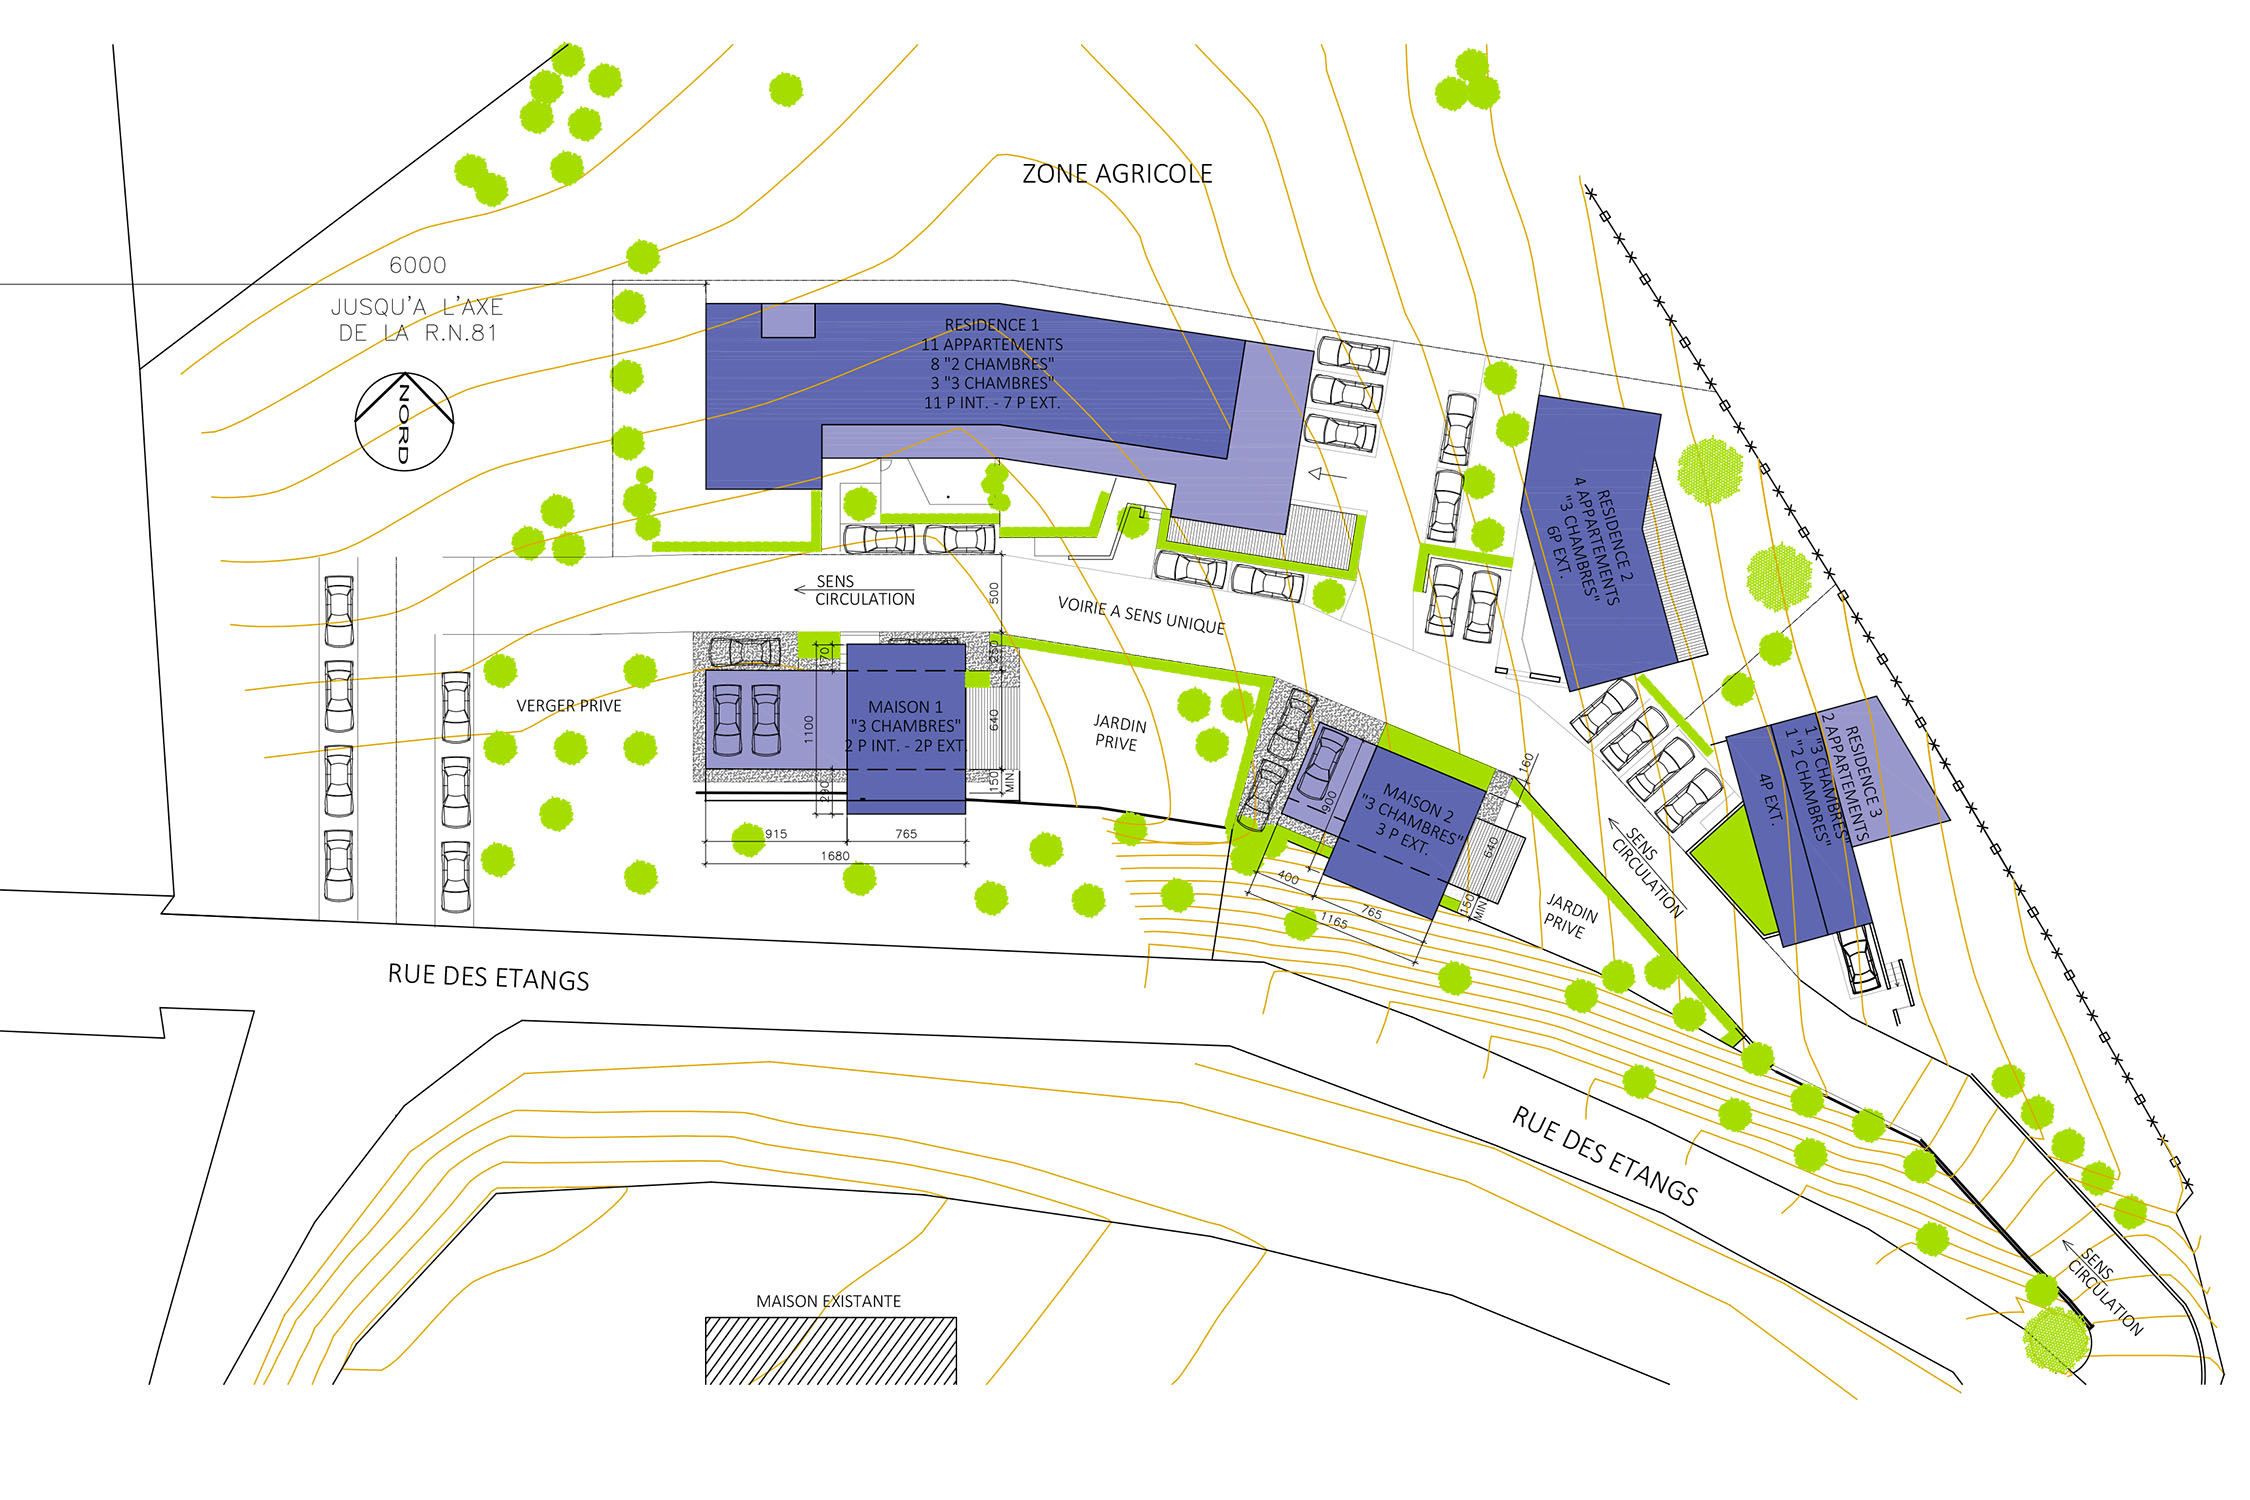 ZONE AGRICOLE
6000
JUSQU'A L'AXE
DE LA R.N.81
NORD
RESIDENCE 1
11 APPARTEMENTS
8 "2 CHAMBRES"
3 "3 CHAMBRES"
11 P INT. - 7 P EXT.
RESIDENCE 2
4 APPARTEMENTS
"3 CHAMBRES"
6P EXT.
SENS
CIRCULATION
500
VOIRIE A SENS UNIQUE
VERGER PRIVE
170
1100
290
MAISON 1
"3 CHAMBRES"
2 P INT. - 2P EXT.
250
640
150
MIN
915
765
1680
JARDIN
PRIVE
MAISON 2
"3 CHAMBRES"
3 P EXT.
900
160
640
150
MIN
400
765
1165
JARDIN
PRIVE
SENS
CIRCULATION
RESIDENCE 3
2 APPARTEMENTS
1 "3 CHAMBRES"
1 "2 CHAMBRES"
4P EXT.
RUE DES ETANGS
RUE DES ETANGS
SENS
CIRCULATION
MAISON EXISTANTE